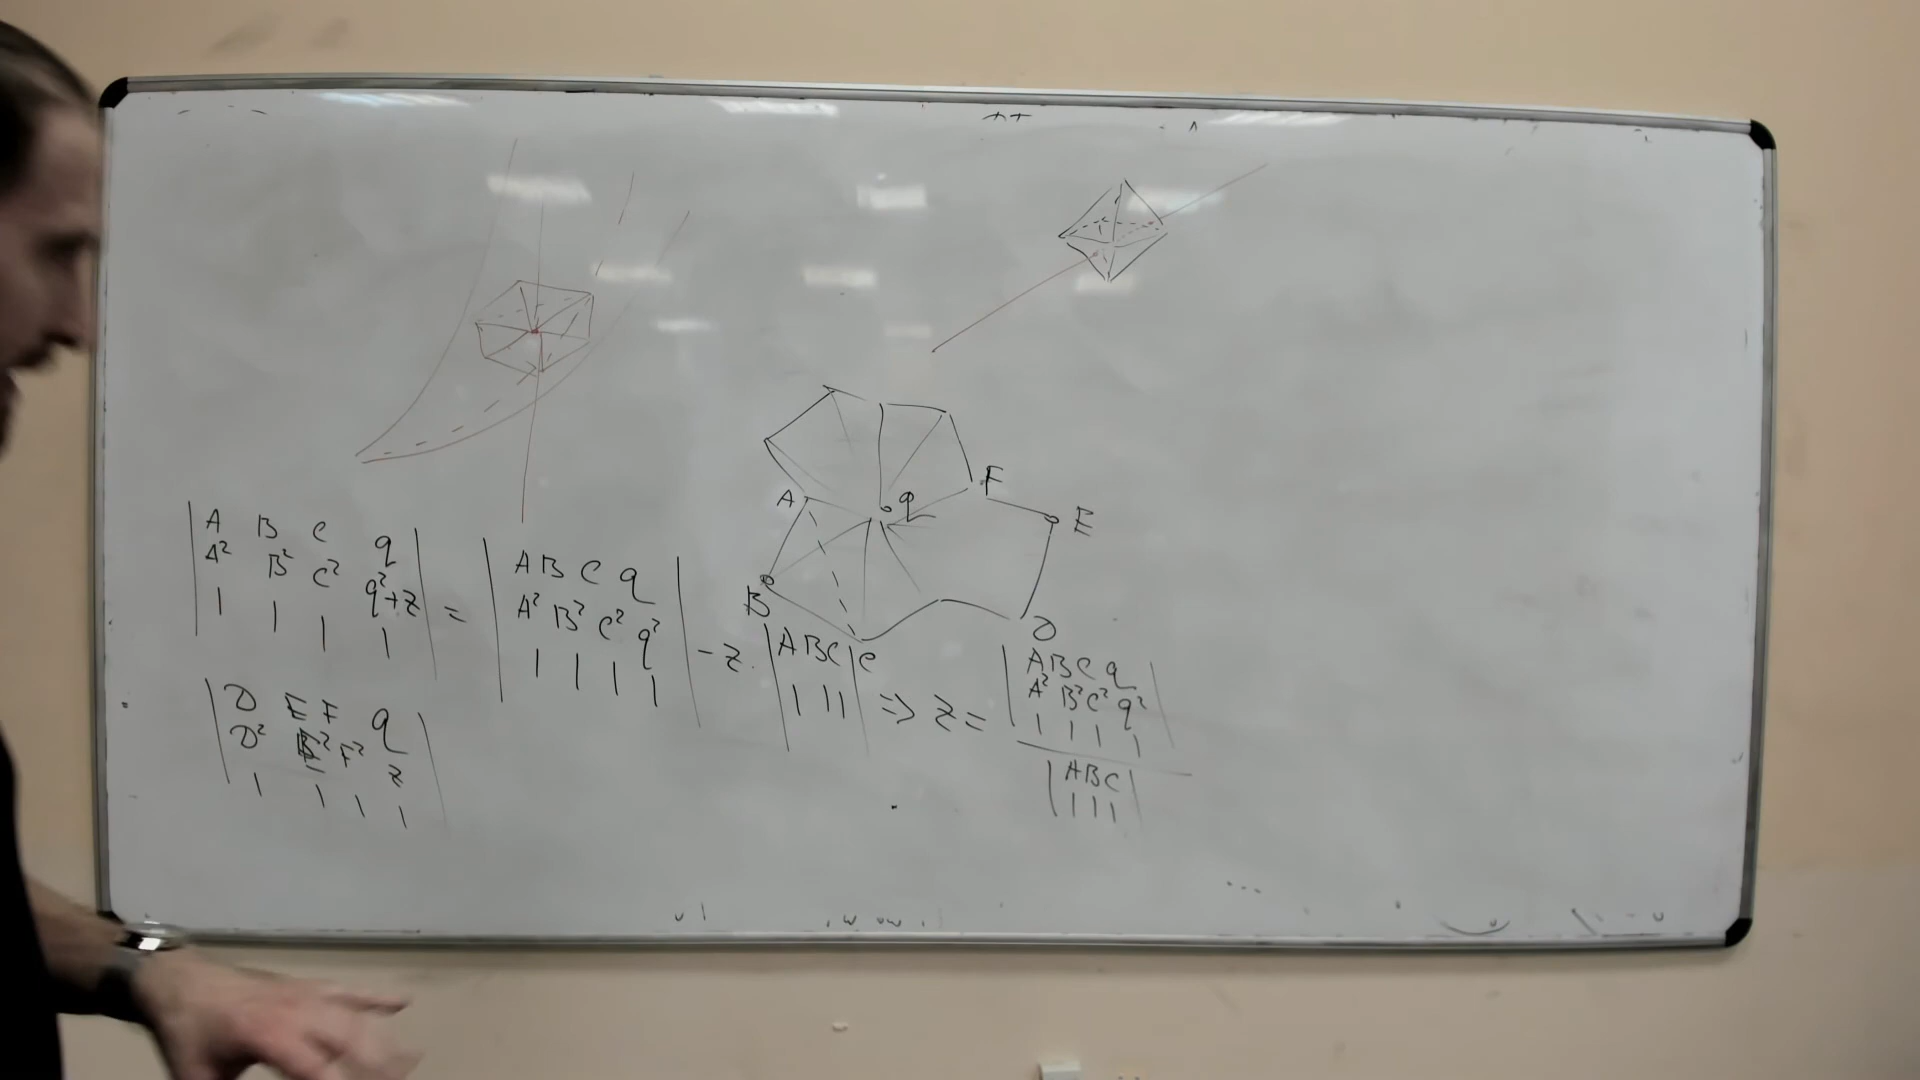 F
A q E
B
D
| A B C q |
| A² B² C² q²+z |
| 1 1 1 1 |
=
| A B C q |
| A² B² C² q² |
| 1 1 1 1 |
- z ·
| A B C |
| 1 1 1 |
C
⇒ z =
| A B C q |
| A² B² C² q² |
| 1 1 1 1 |
| A B C |
| 1 1 1 |
| D E F q |
| D² E² F² z |
| 1 1 1 1 |